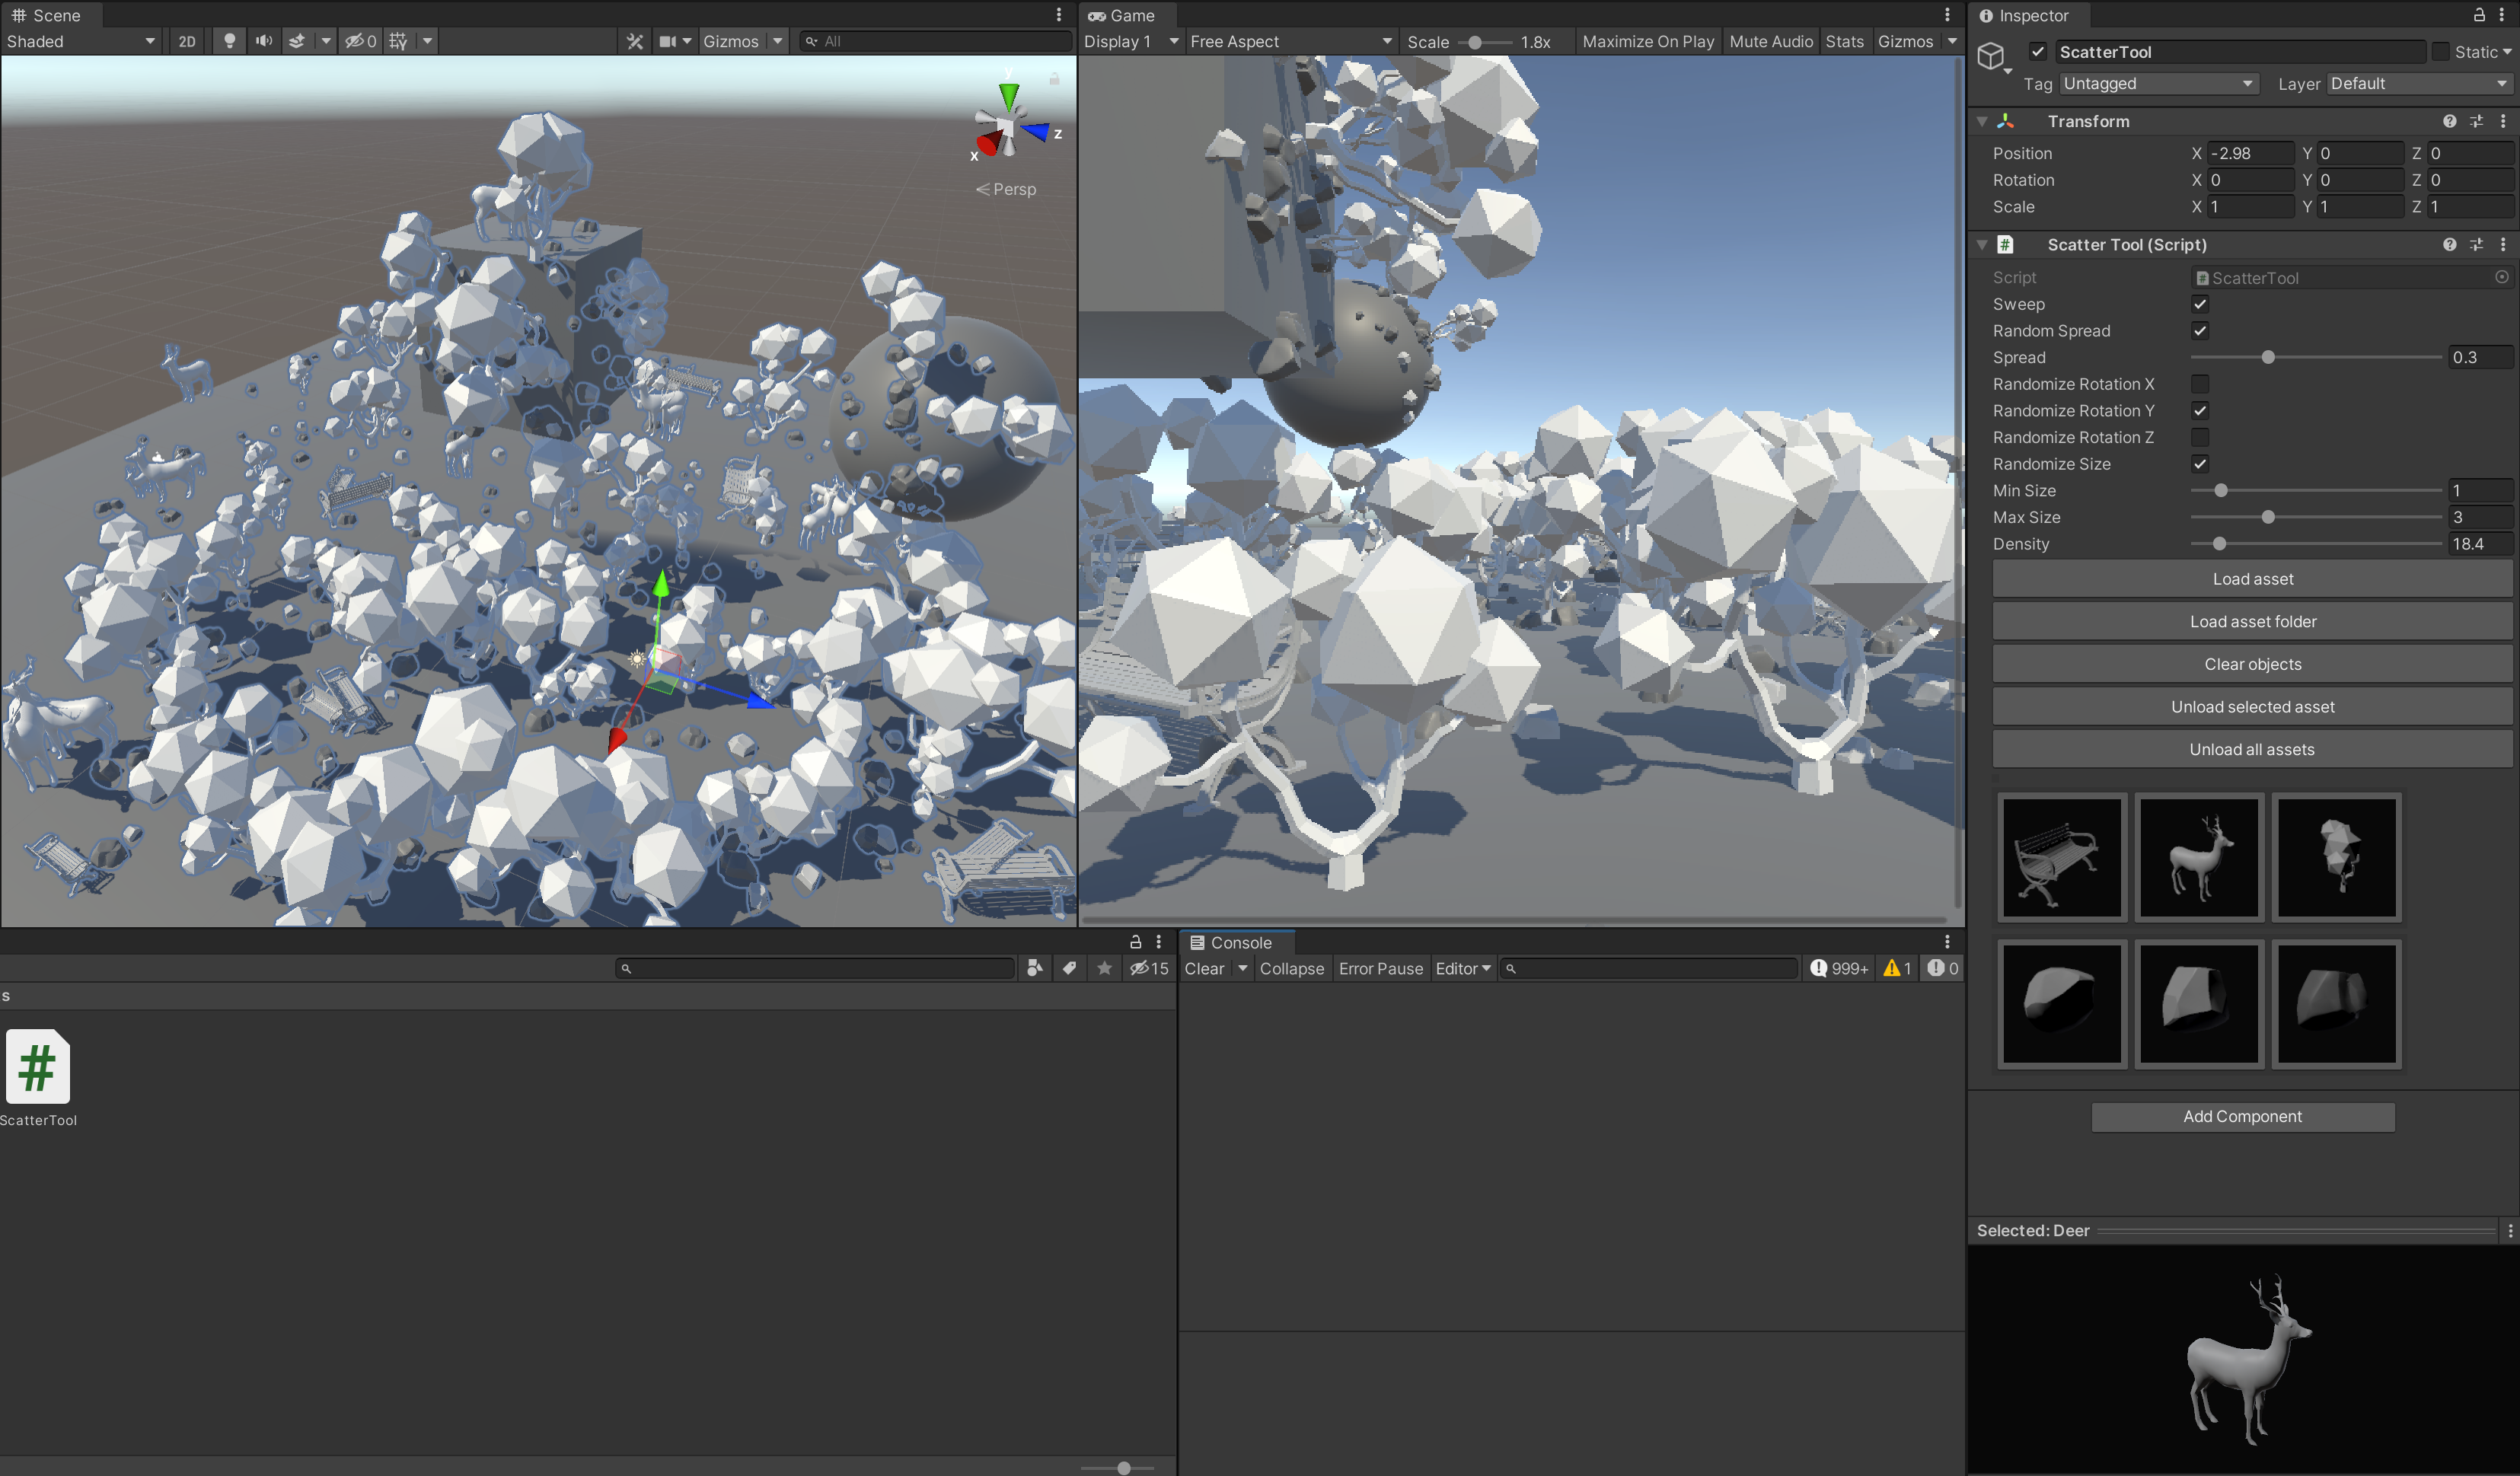 Scene
Shaded
2D
0
Gizmos
All
y
z
x
Persp
Game
Display 1
Free Aspect
Scale
1.8x
Maximize On Play
Mute Audio
Stats
Gizmos
Inspector
ScatterTool
Static
Tag
Untagged
Layer
Default
Transform
Position X -2.98 Y 0 Z 0
Rotation X 0 Y 0 Z 0
Scale X 1 Y 1 Z 1
# Scatter Tool (Script)
Script # ScatterTool
Sweep
Random Spread
Spread 0.3
Randomize Rotation X
Randomize Rotation Y
Randomize Rotation Z
Randomize Size
Min Size 1
Max Size 3
Density 18.4
Load asset
Load asset folder
Clear objects
Unload selected asset
Unload all assets
Add Component
Selected: Deer
15
s
#
ScatterTool
Console
Clear
Collapse
Error Pause
Editor
999+
1
0